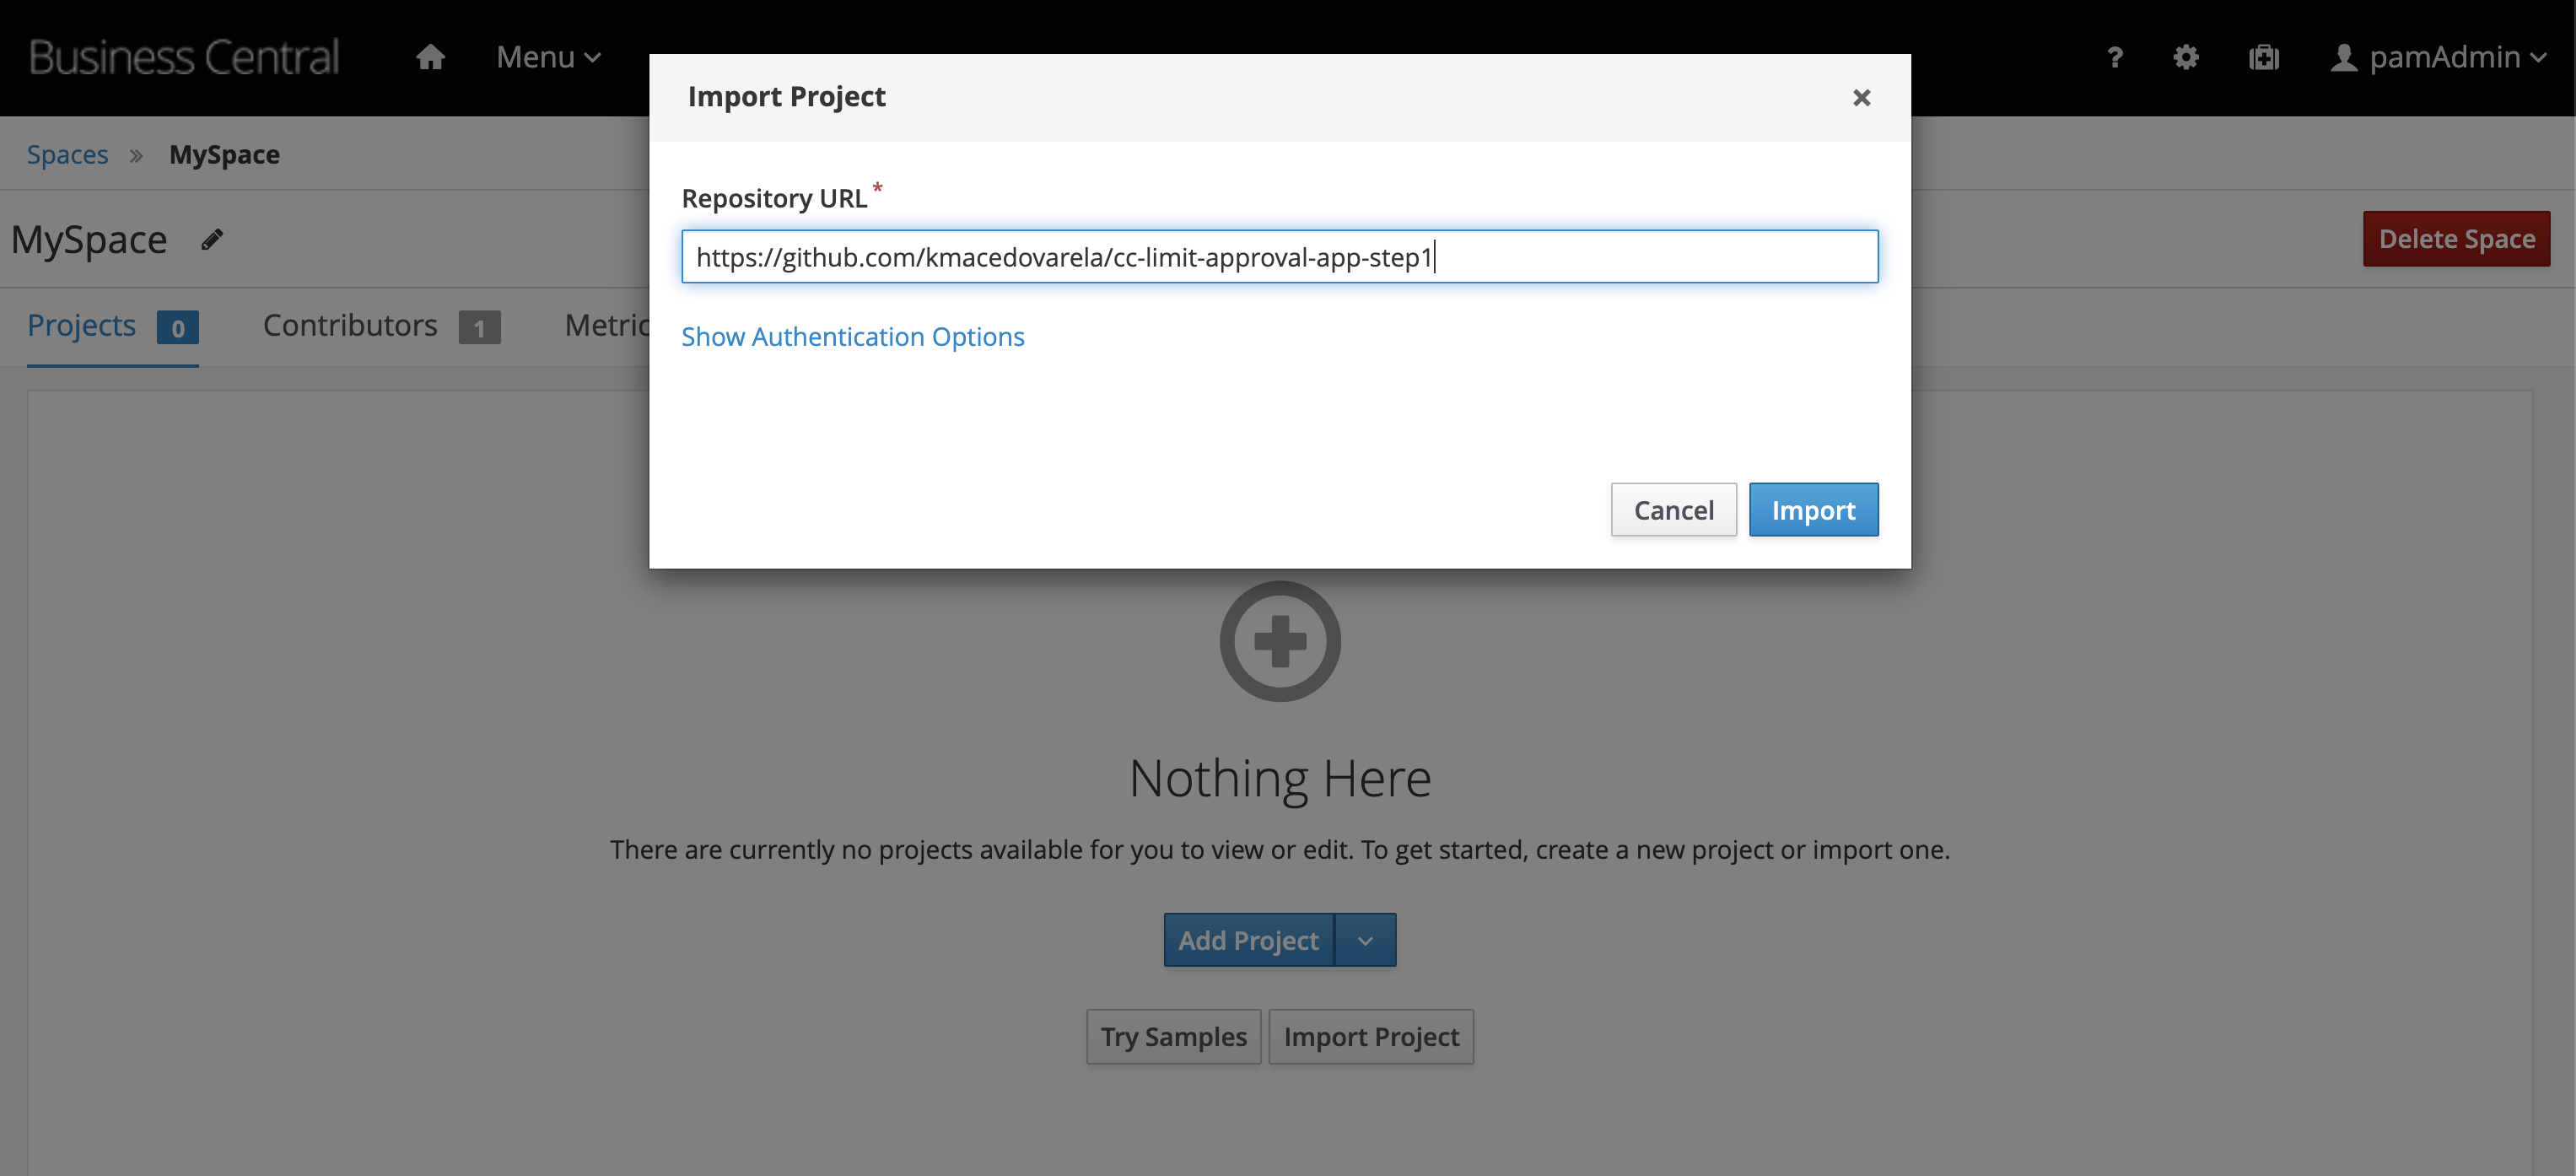 Business Central
Menu
?
pamAdmin
Import Project
Spaces » MySpace
Repository URL *
MySpace
https://github.com/kmacedovarela/cc-limit-approval-app-step1
Delete Space
Projects 0
Contributors 1
Metric
Show Authentication Options
Cancel
Import
Nothing Here
There are currently no projects available for you to view or edit. To get started, create a new project or import one.
Add Project
Try Samples
Import Project